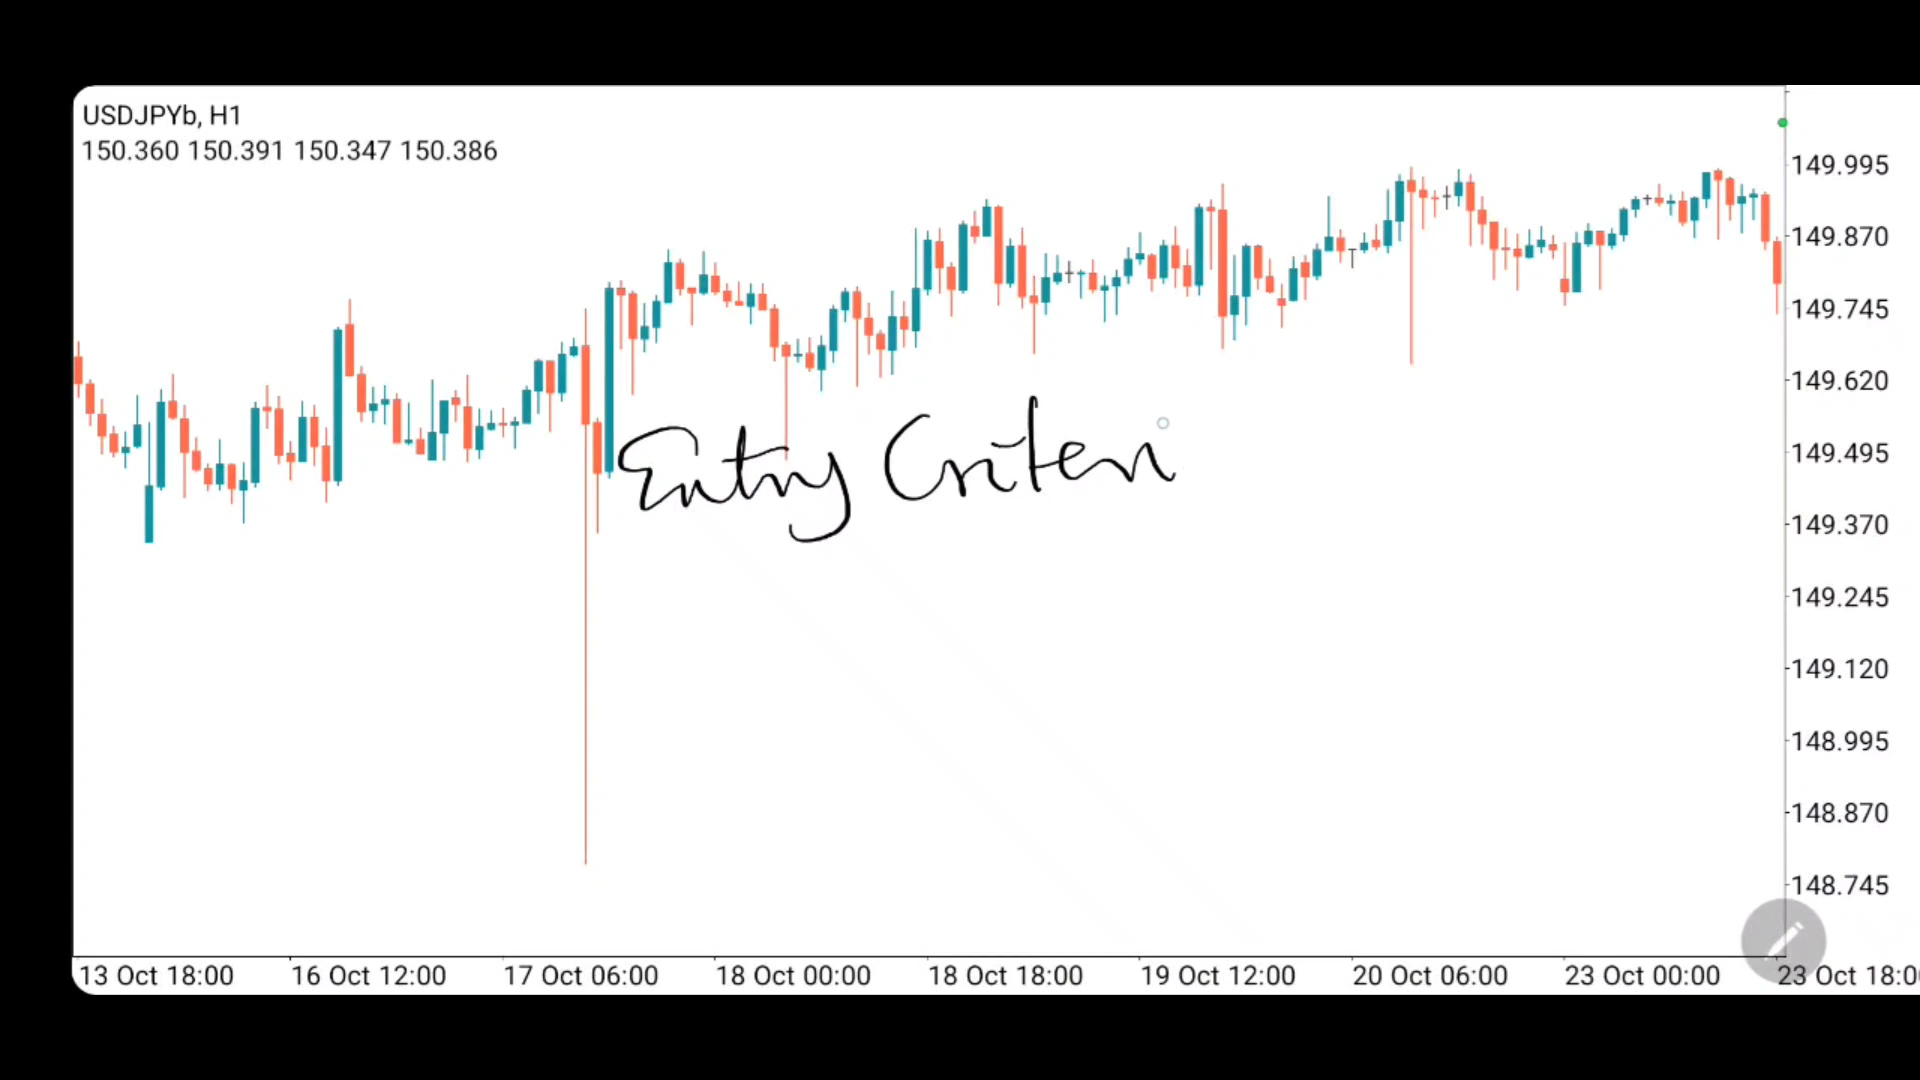 USDJPYb, H1
150.360 150.391 150.347 150.386
149.995
149.870
149.745
149.620
149.495
149.370
149.245
149.120
148.995
148.870
148.745
Entry Criteri
13 Oct 18:00 16 Oct 12:00 17 Oct 06:00 18 Oct 00:00 18 Oct 18:00 19 Oct 12:00 20 Oct 06:00 23 Oct 00:00 23 Oct 18:0